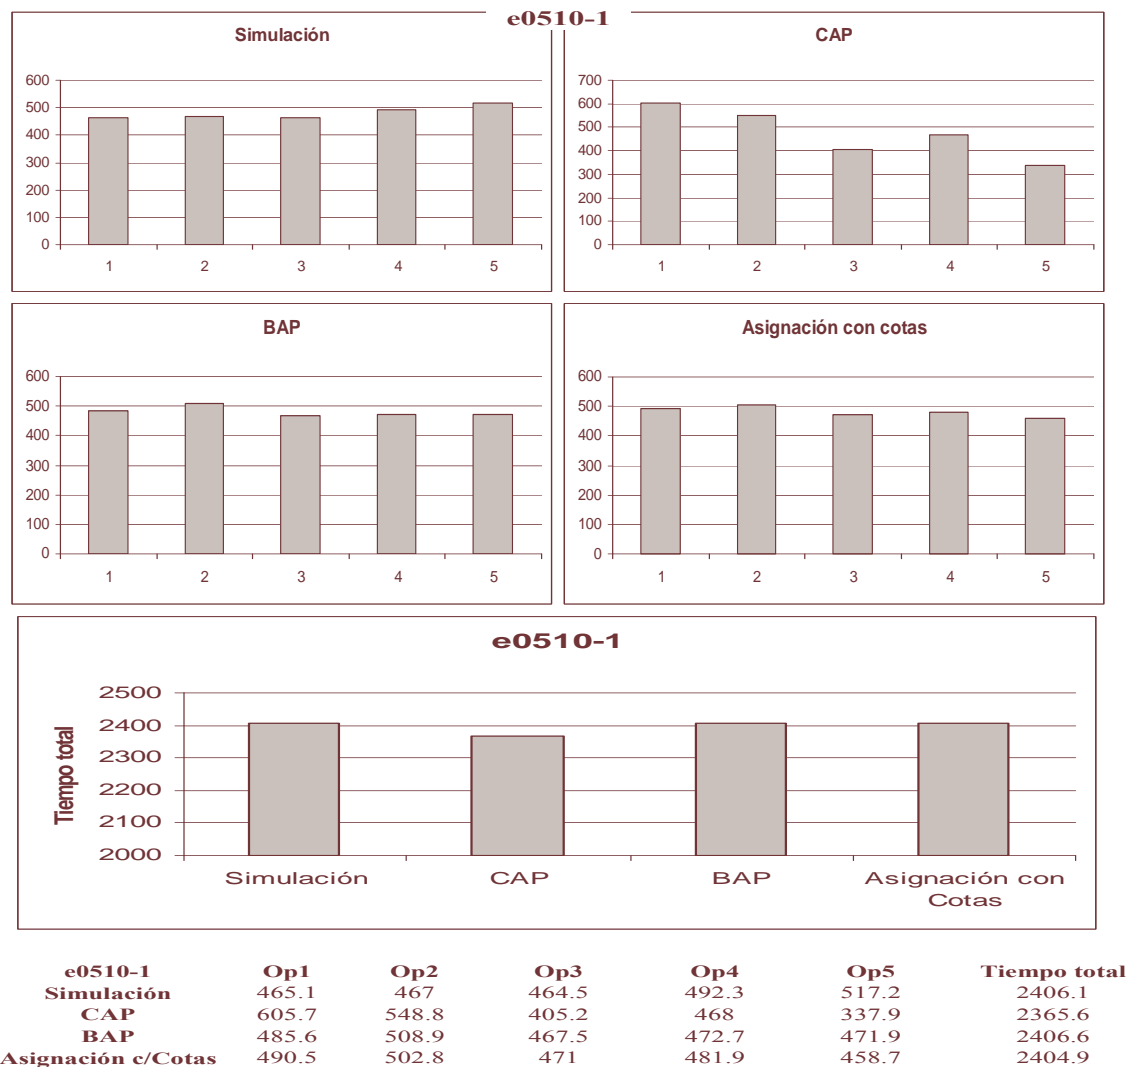 e0510-1
Simulación
600
500
400
300
200
100
0
1 2 3 4 5
CAP
700
600
500
400
300
200
100
0
1 2 3 4 5
BAP
600
500
400
300
200
100
0
1 2 3 4 5
Asignación con cotas
600
500
400
300
200
100
0
1 2 3 4 5
e0510-1
Tiempo total
2500
2400
2300
2200
2100
2000
Simulación CAP BAP Asignación con
Cotas
e0510-1 Op1 Op2 Op3 Op4 Op5 Tiempo total
Simulación 465.1 467 464.5 492.3 517.2 2406.1
CAP 605.7 548.8 405.2 468 337.9 2365.6
BAP 485.6 508.9 467.5 472.7 471.9 2406.6
Asignación c/Cotas 490.5 502.8 471 481.9 458.7 2404.9